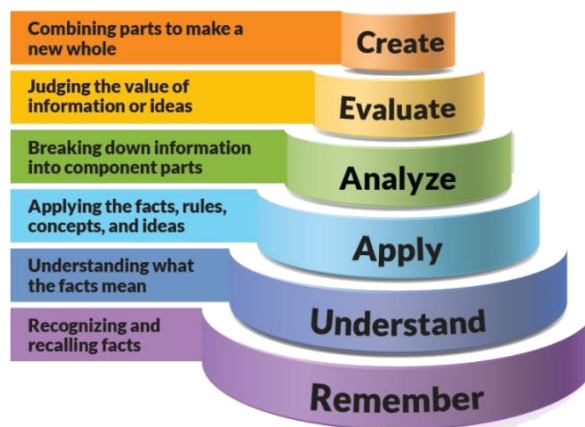 Combining parts to make a
new whole
Create
Judging the value of
information or ideas
Evaluate
Breaking down information
into component parts
Analyze
Applying the facts, rules,
concepts, and ideas
Apply
Understanding what
the facts mean
Understand
Recognizing and
recalling facts
Remember